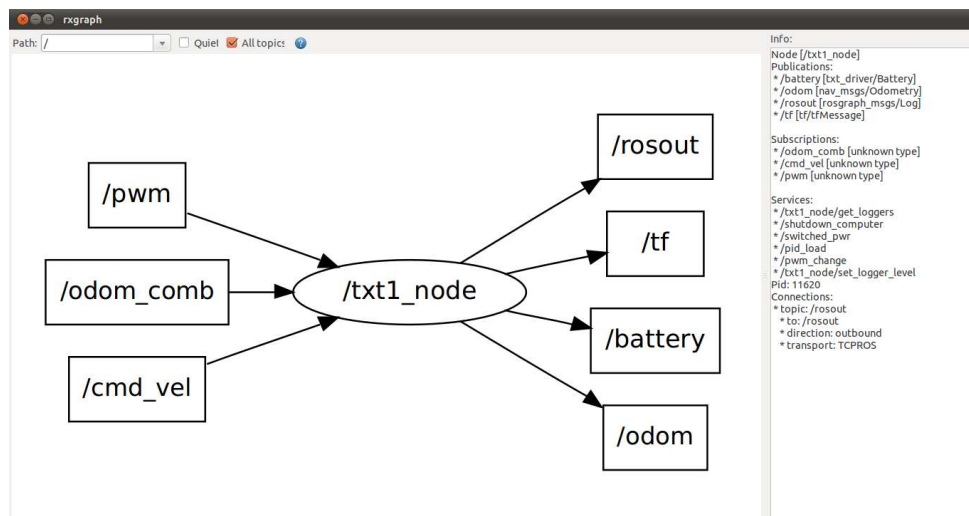 rxgraph
Path: /
Quiet
All topics
Info:
/pwm
/odom_comb
/cmd_vel
/txt1_node
/rosout
/tf
/battery
/odom
Node [/txt1_node]
Publications:
* /battery [txt_driver/Battery]
* /odom [nav_msgs/Odometry]
* /rosout [rosgraph_msgs/Log]
* /tf [tf/tfMessage]
Subscriptions:
* /odom_comb [unknown type]
* /cmd_vel [unknown type]
* /pwm [unknown type]
Services:
* /txt1_node/get_loggers
* /shutdown_computer
* /switched_pwr
* /pid_load
* /pwm_change
* /txt1_node/set_logger_level
Pid: 11620
Connections:
* topic: /rosout
* to: /rosout
* direction: outbound
* transport: TCPROS